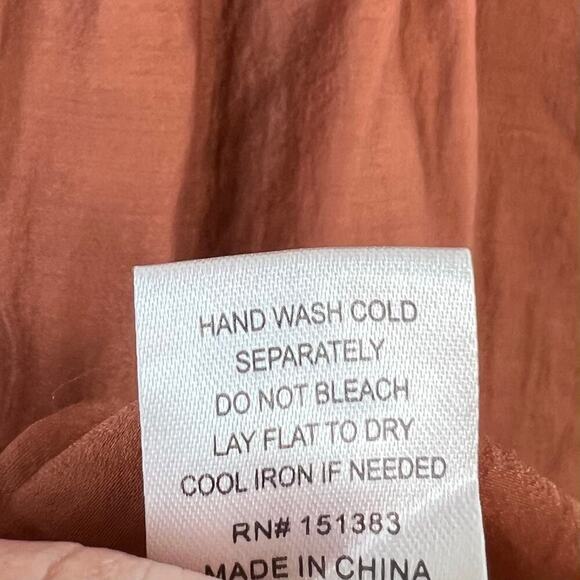 HAND WASH COLD
SEPARATELY
DO NOT BLEACH
LAY FLAT TO DRY
COOL IRON IF NEEDED
RN# 151383
MADE IN CHINA